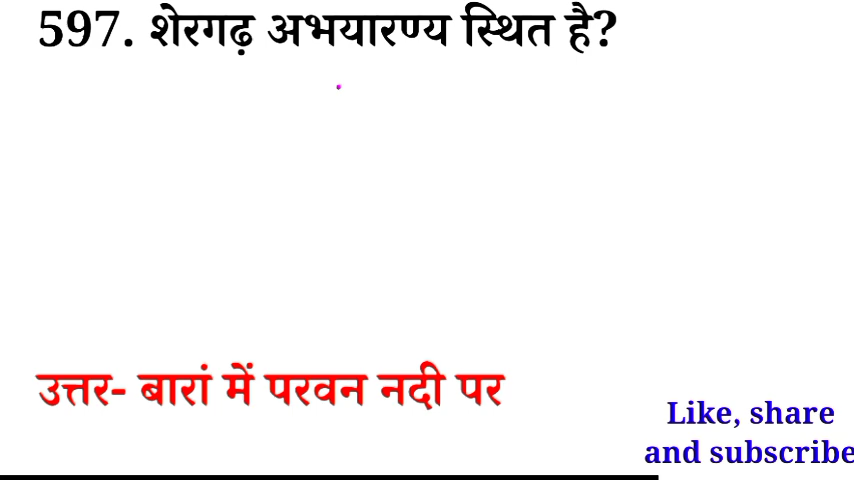 597. शेरगढ़ अभयारण्य स्थित है?
उत्तर- बारां में परवन नदी पर
Like, share
and subscribe